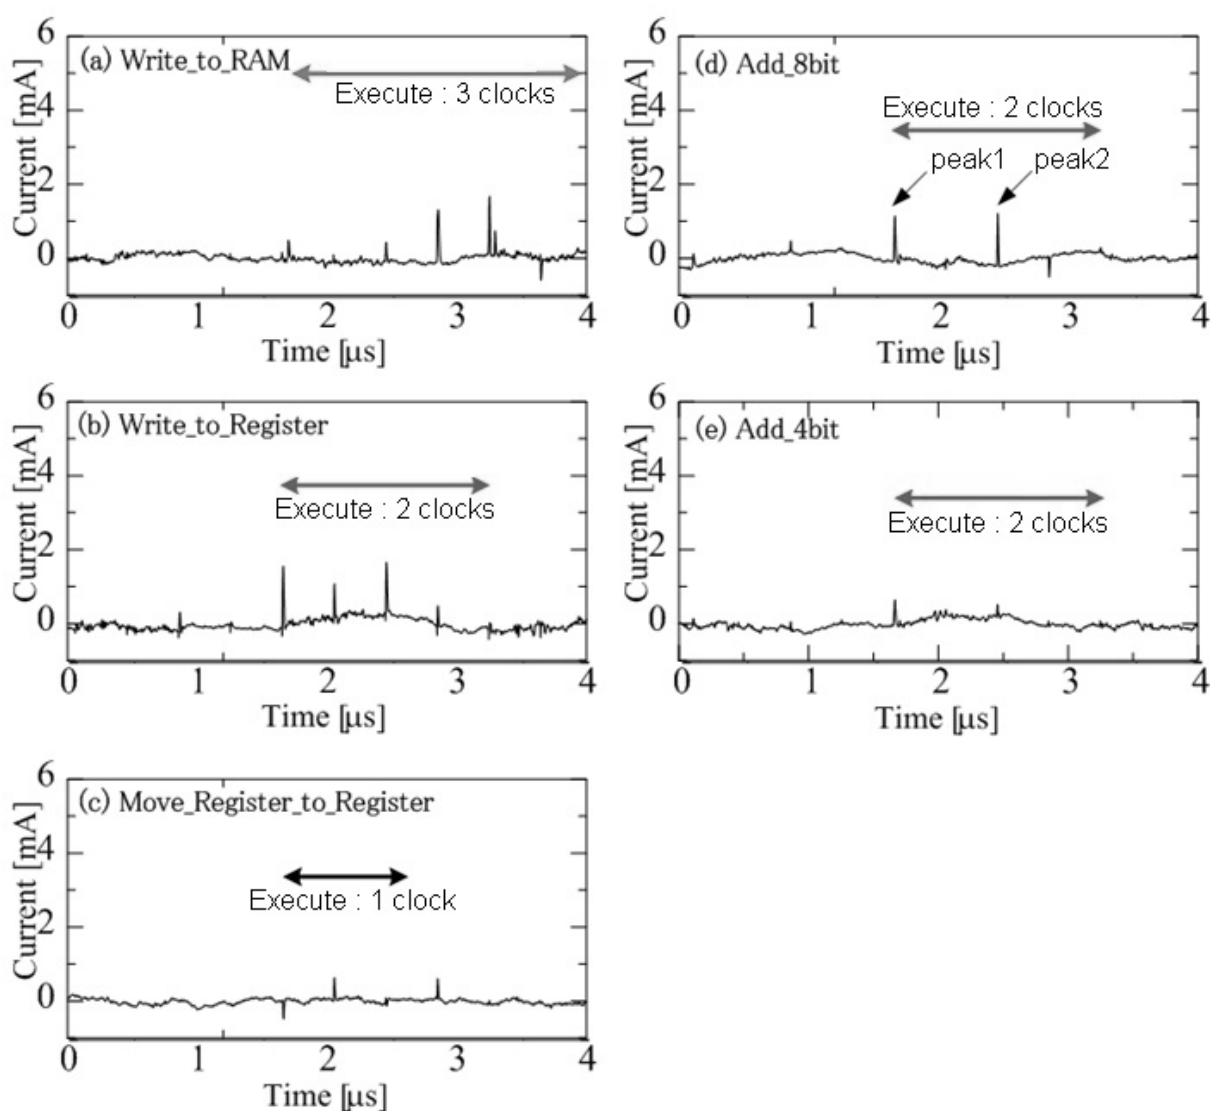 (a) Write_to_RAM
Execute : 3 clocks
6
4
2
0
Current [mA]
0 1 2 3 4
Time [μs]
(d) Add_8bit
Execute : 2 clocks
peak1 peak2
6
4
2
0
Current [mA]
0 1 2 3 4
Time [μs]
(b) Write_to_Register
Execute : 2 clocks
6
4
2
0
Current [mA]
0 1 2 3 4
Time [μs]
(e) Add_4bit
Execute : 2 clocks
6
4
2
0
Current [mA]
0 1 2 3 4
Time [μs]
(c) Move_Register_to_Register
Execute : 1 clock
6
4
2
0
Current [mA]
0 1 2 3 4
Time [μs]